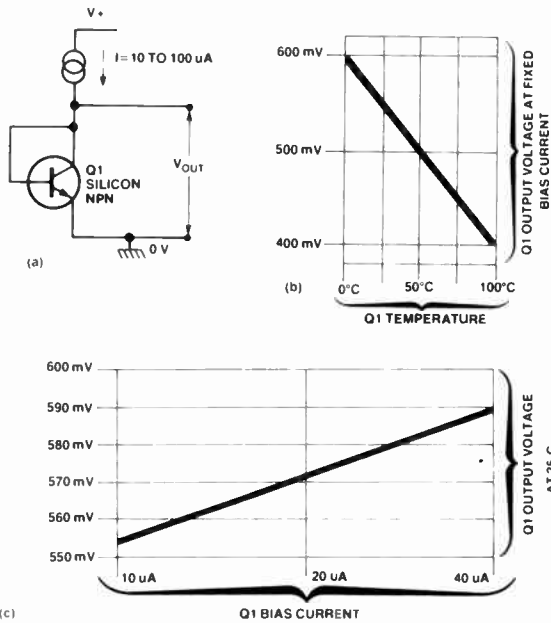 V+
I = 10 TO 100 uA
Q1
SILICON
NPN
VOUT
0 V
(a)
600 mV
500 mV
400 mV
0°C
50°C
100°C
(b)
Q1 TEMPERATURE
Q1 OUTPUT VOLTAGE AT FIXED
BIAS CURRENT
600 mV
590 mV
580 mV
570 mV
560 mV
550 mV
10 uA
20 uA
40 uA
(c)
Q1 BIAS CURRENT
Q1 OUTPUT VOLTAGE
AT 25 C